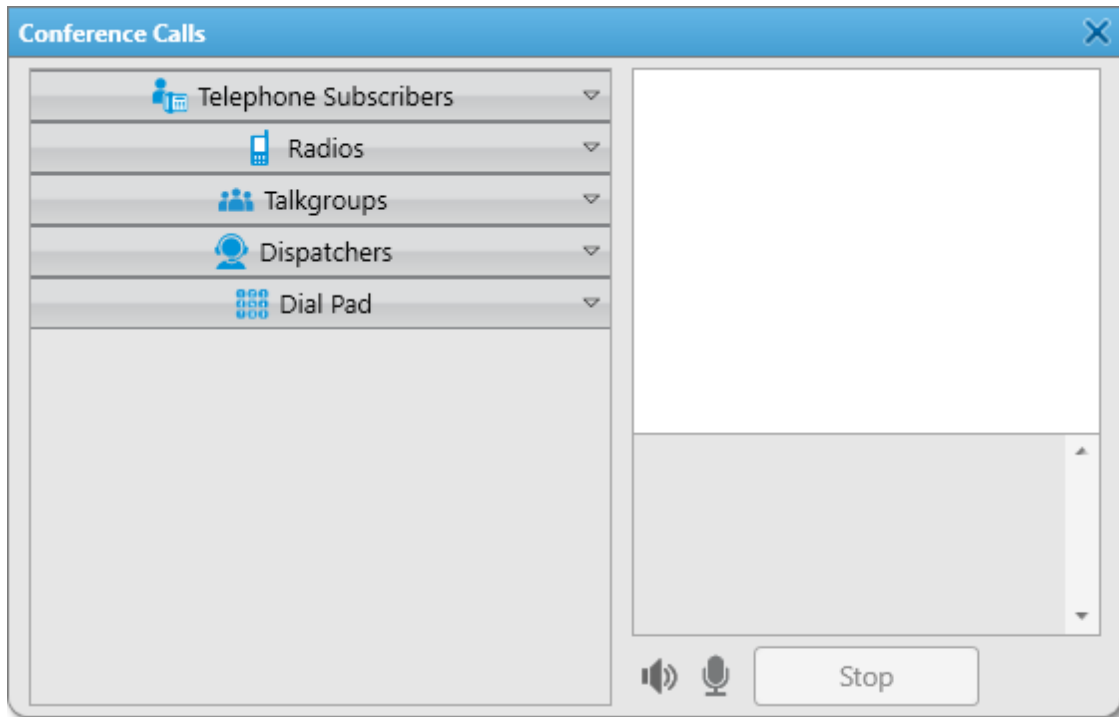 Conference Calls
Telephone Subscribers
Radios
Talkgroups
Dispatchers
Dial Pad
Stop